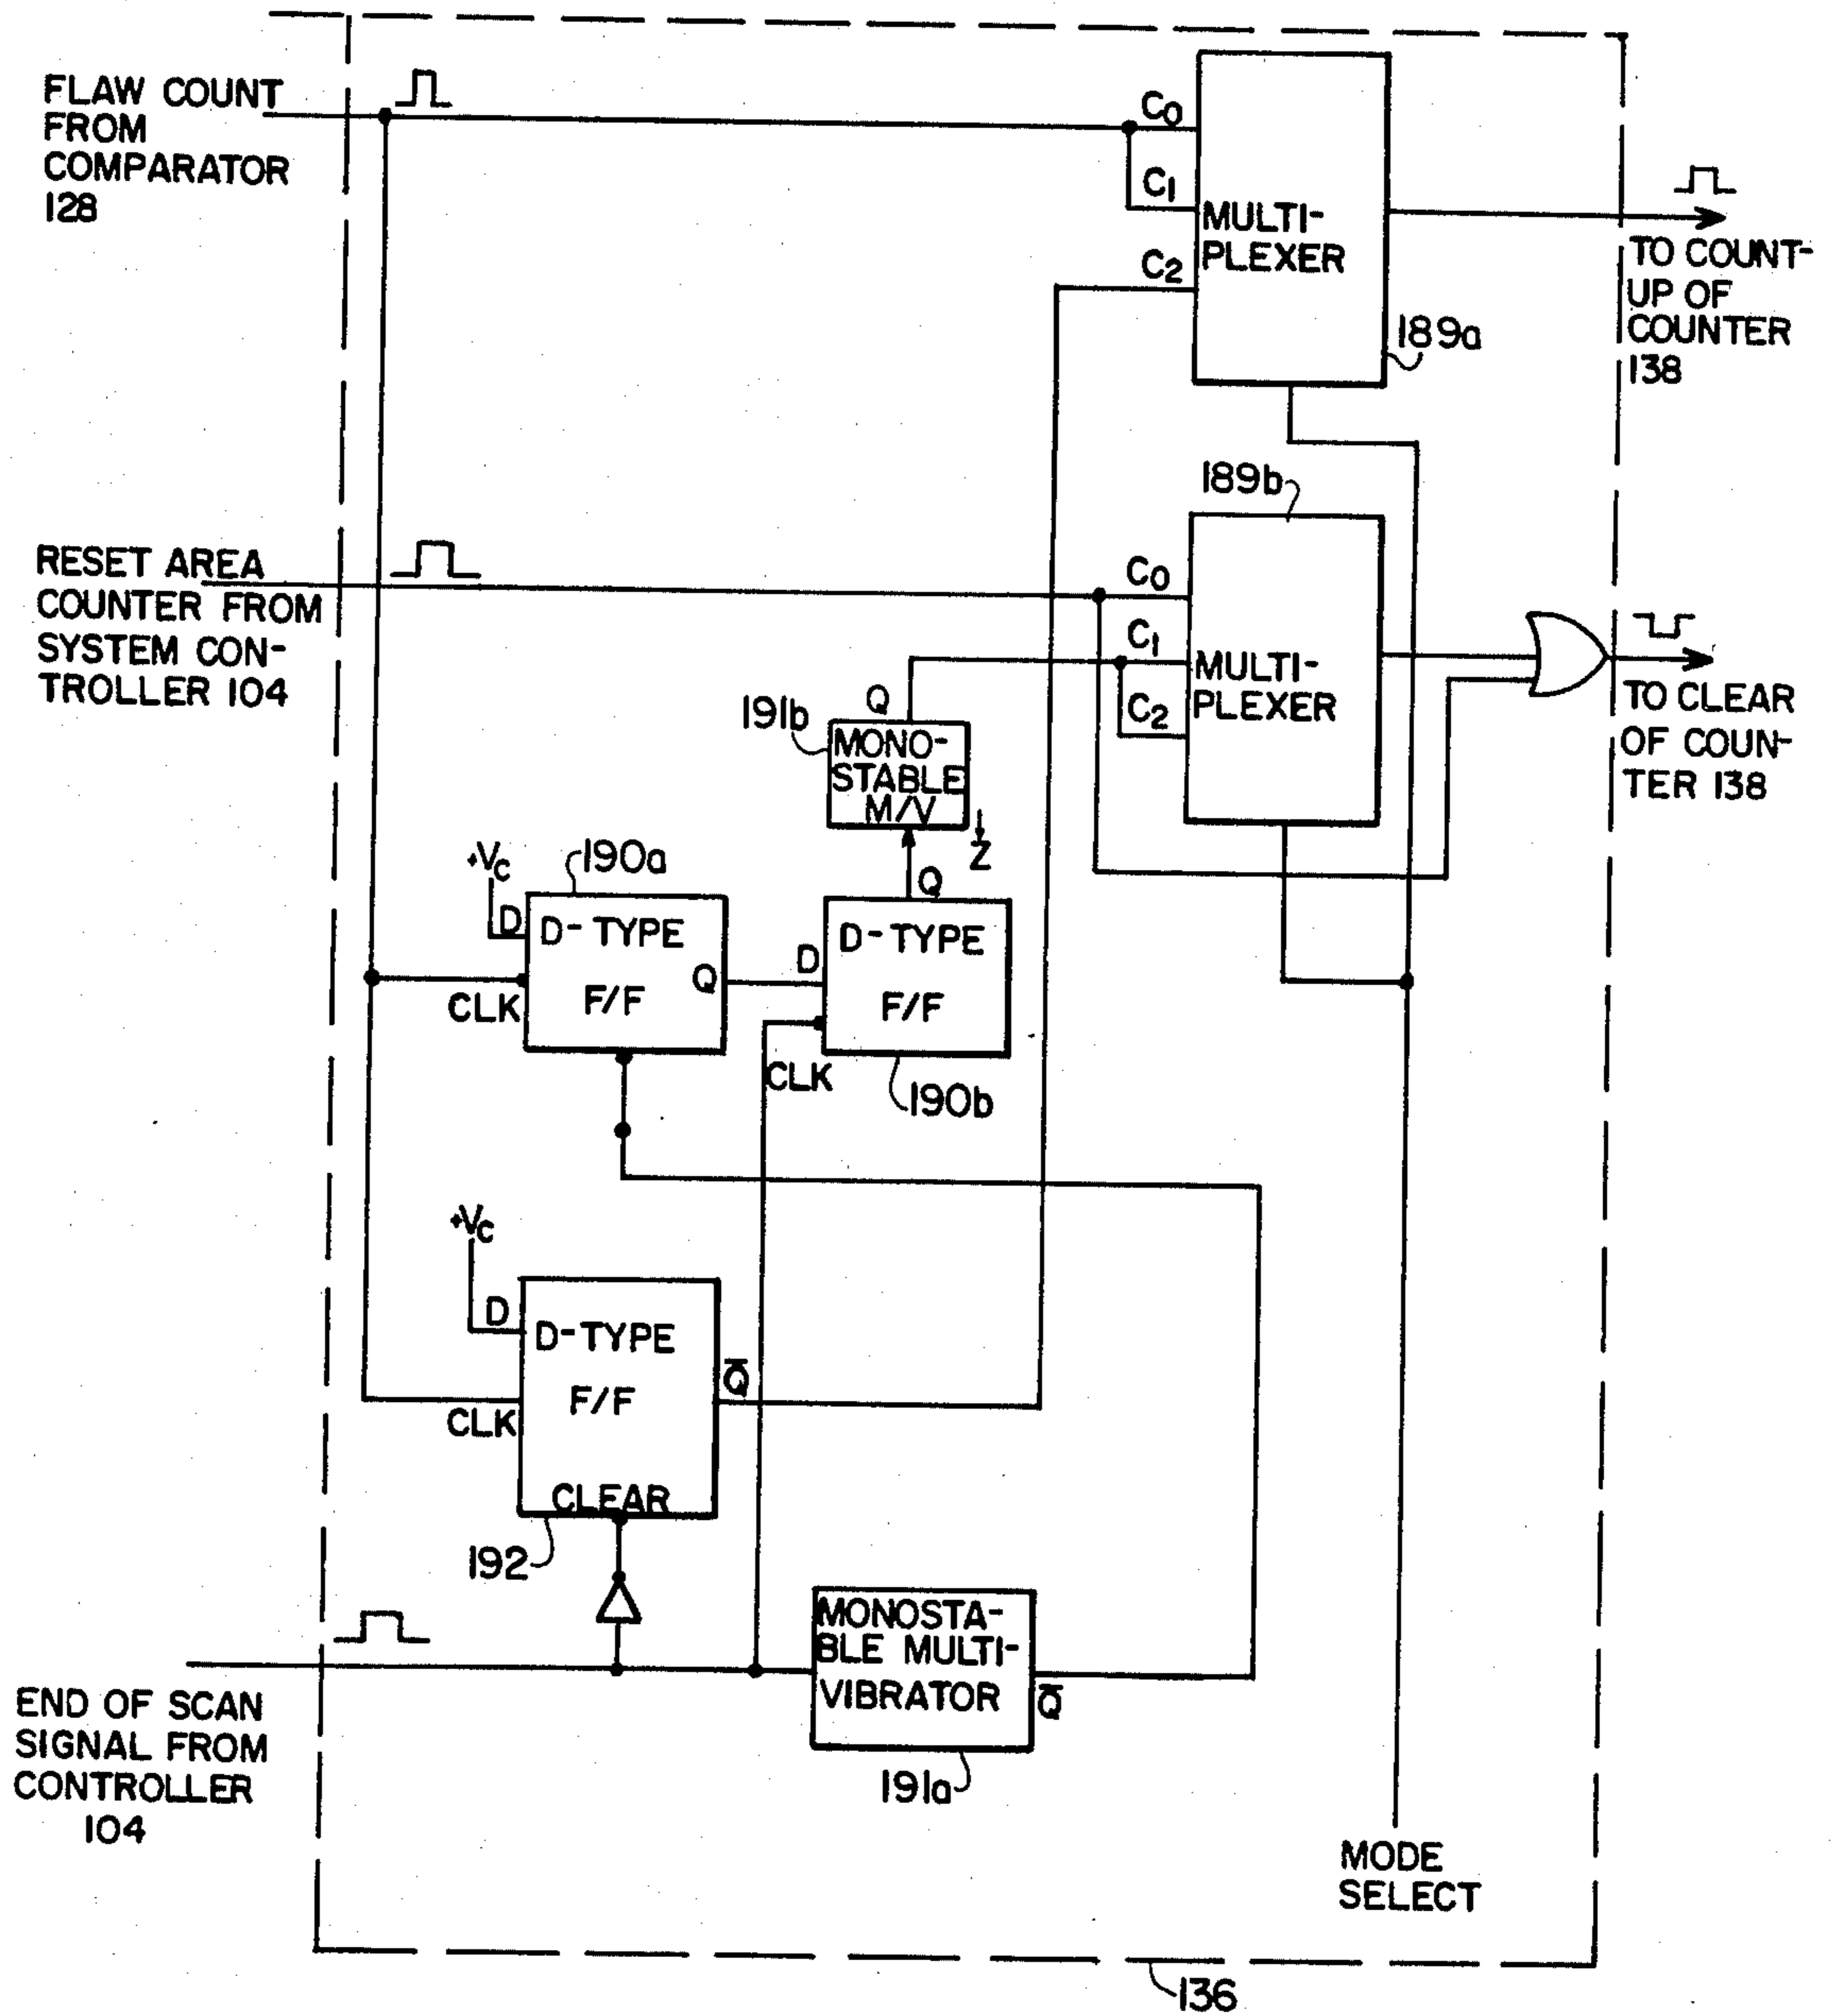 FLAW COUNT
FROM
COMPARATOR
128
C0
C1
C2
MULTI-
PLEXER
189a
TO COUNT-
UP OF
COUNTER
138
RESET AREA
COUNTER FROM
SYSTEM CON-
TROLLER 104
189b
C0
C1
C2
MULTI-
PLEXER
TO CLEAR
OF COUN-
TER 138
Q
191b
MONO-
STABLE
M/V
Z
+VC
190a
D
D-TYPE
F/F
Q
CLK
Q
D
D-TYPE
F/F
CLK
190b
+VC
D
D-TYPE
F/F
Q̅
CLK
CLEAR
192
MONOSTA-
BLE MULTI-
VIBRATOR
Q̅
191a
END OF SCAN
SIGNAL FROM
CONTROLLER
104
MODE
SELECT
136